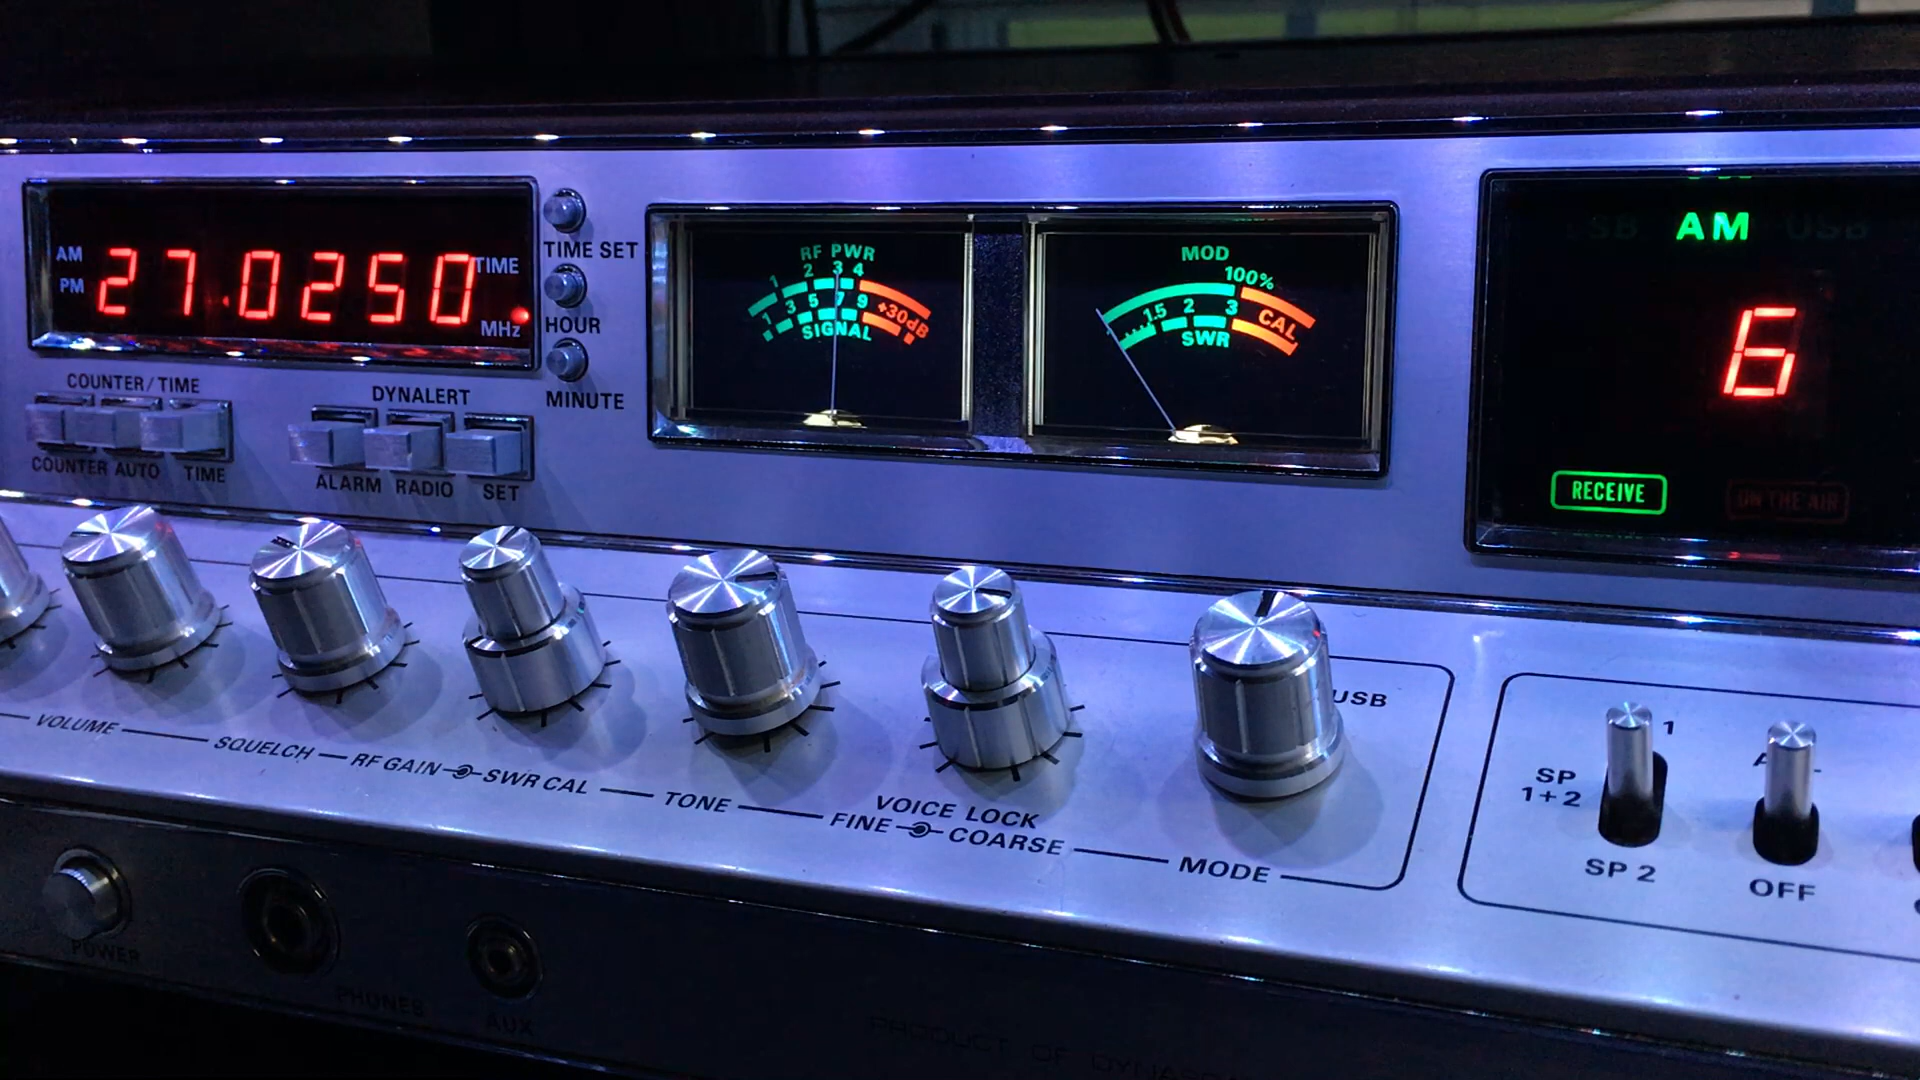 AM
PM
27.0250.
TIME
MHz
TIME SET
HOUR
MINUTE
COUNTER/TIME
COUNTER AUTO TIME
DYNALERT
ALARM RADIO SET
RF PWR
1 2 3 4
1 3 5 7 9 +30dB
SIGNAL
MOD
100%
1.5 2 3 CAL
SWR
AM USB
6
RECEIVE ON THE AIR
VOLUME
SQUELCH
RF GAIN
SWR CAL
TONE
VOICE LOCK
FINE COARSE
MODE
USB
SP
1+2
1
SP 2
OFF
POWER
PHONES
AUX
PRODUCT OF